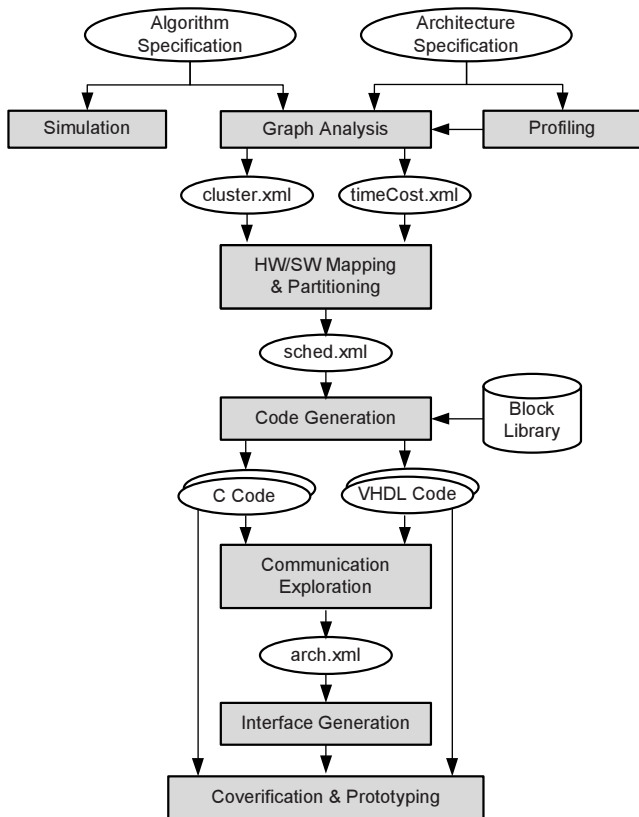 Algorithm
Specification
Architecture
Specification
Simulation
Graph Analysis
Profiling
cluster.xml
timeCost.xml
HW/SW Mapping
& Partitioning
sched.xml
Code Generation
Block
Library
C Code
VHDL Code
Communication
Exploration
arch.xml
Interface Generation
Coverification & Prototyping